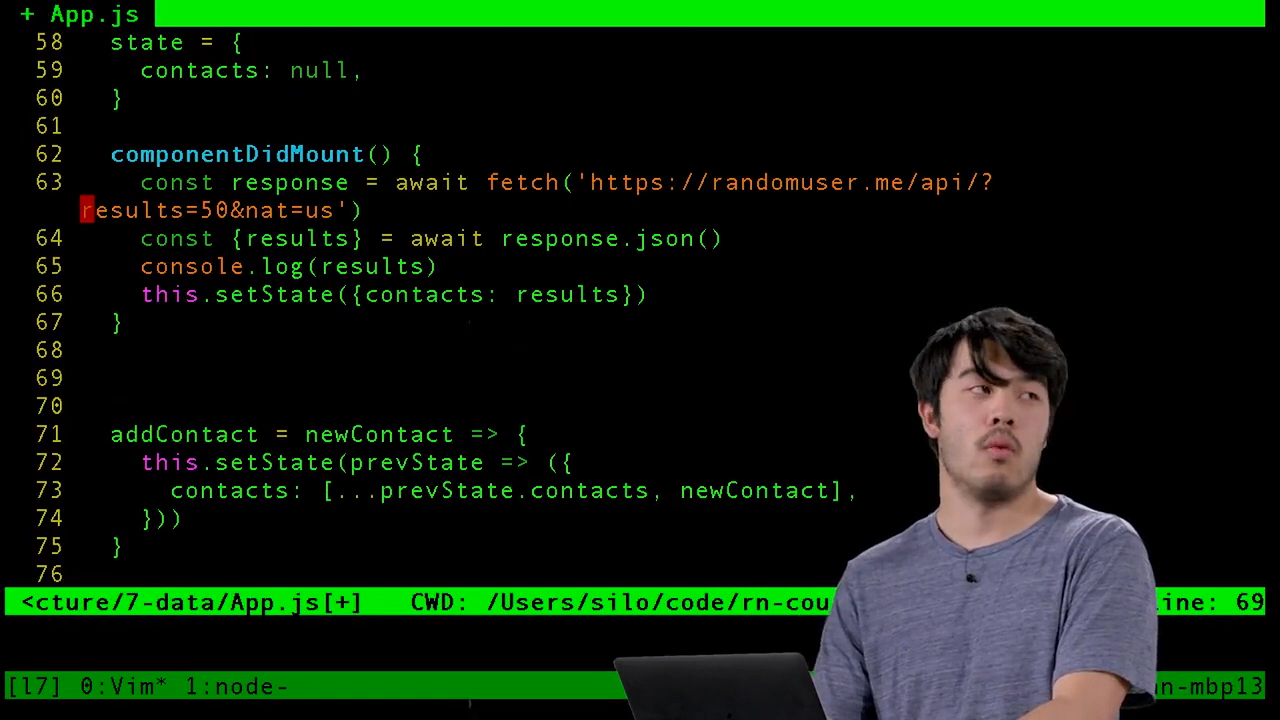 + App.js
58 state = {
59 contacts: null,
60 }
61
62 componentDidMount() {
63 const response = await fetch('https://randomuser.me/api/?
results=50&nat=us')
64 const {results} = await response.json()
65 console.log(results)
66 this.setState({contacts: results})
67 }
68
69
70
71 addContact = newContact => {
72 this.setState(prevState => ({
73 contacts: [...prevState.contacts, newContact],
74 }))
75 }
76
<cture/7-data/App.js[+] CWD: /Users/silo/code/rn-cou line: 69
[l7] 0:Vim* 1:node- n-mbp13